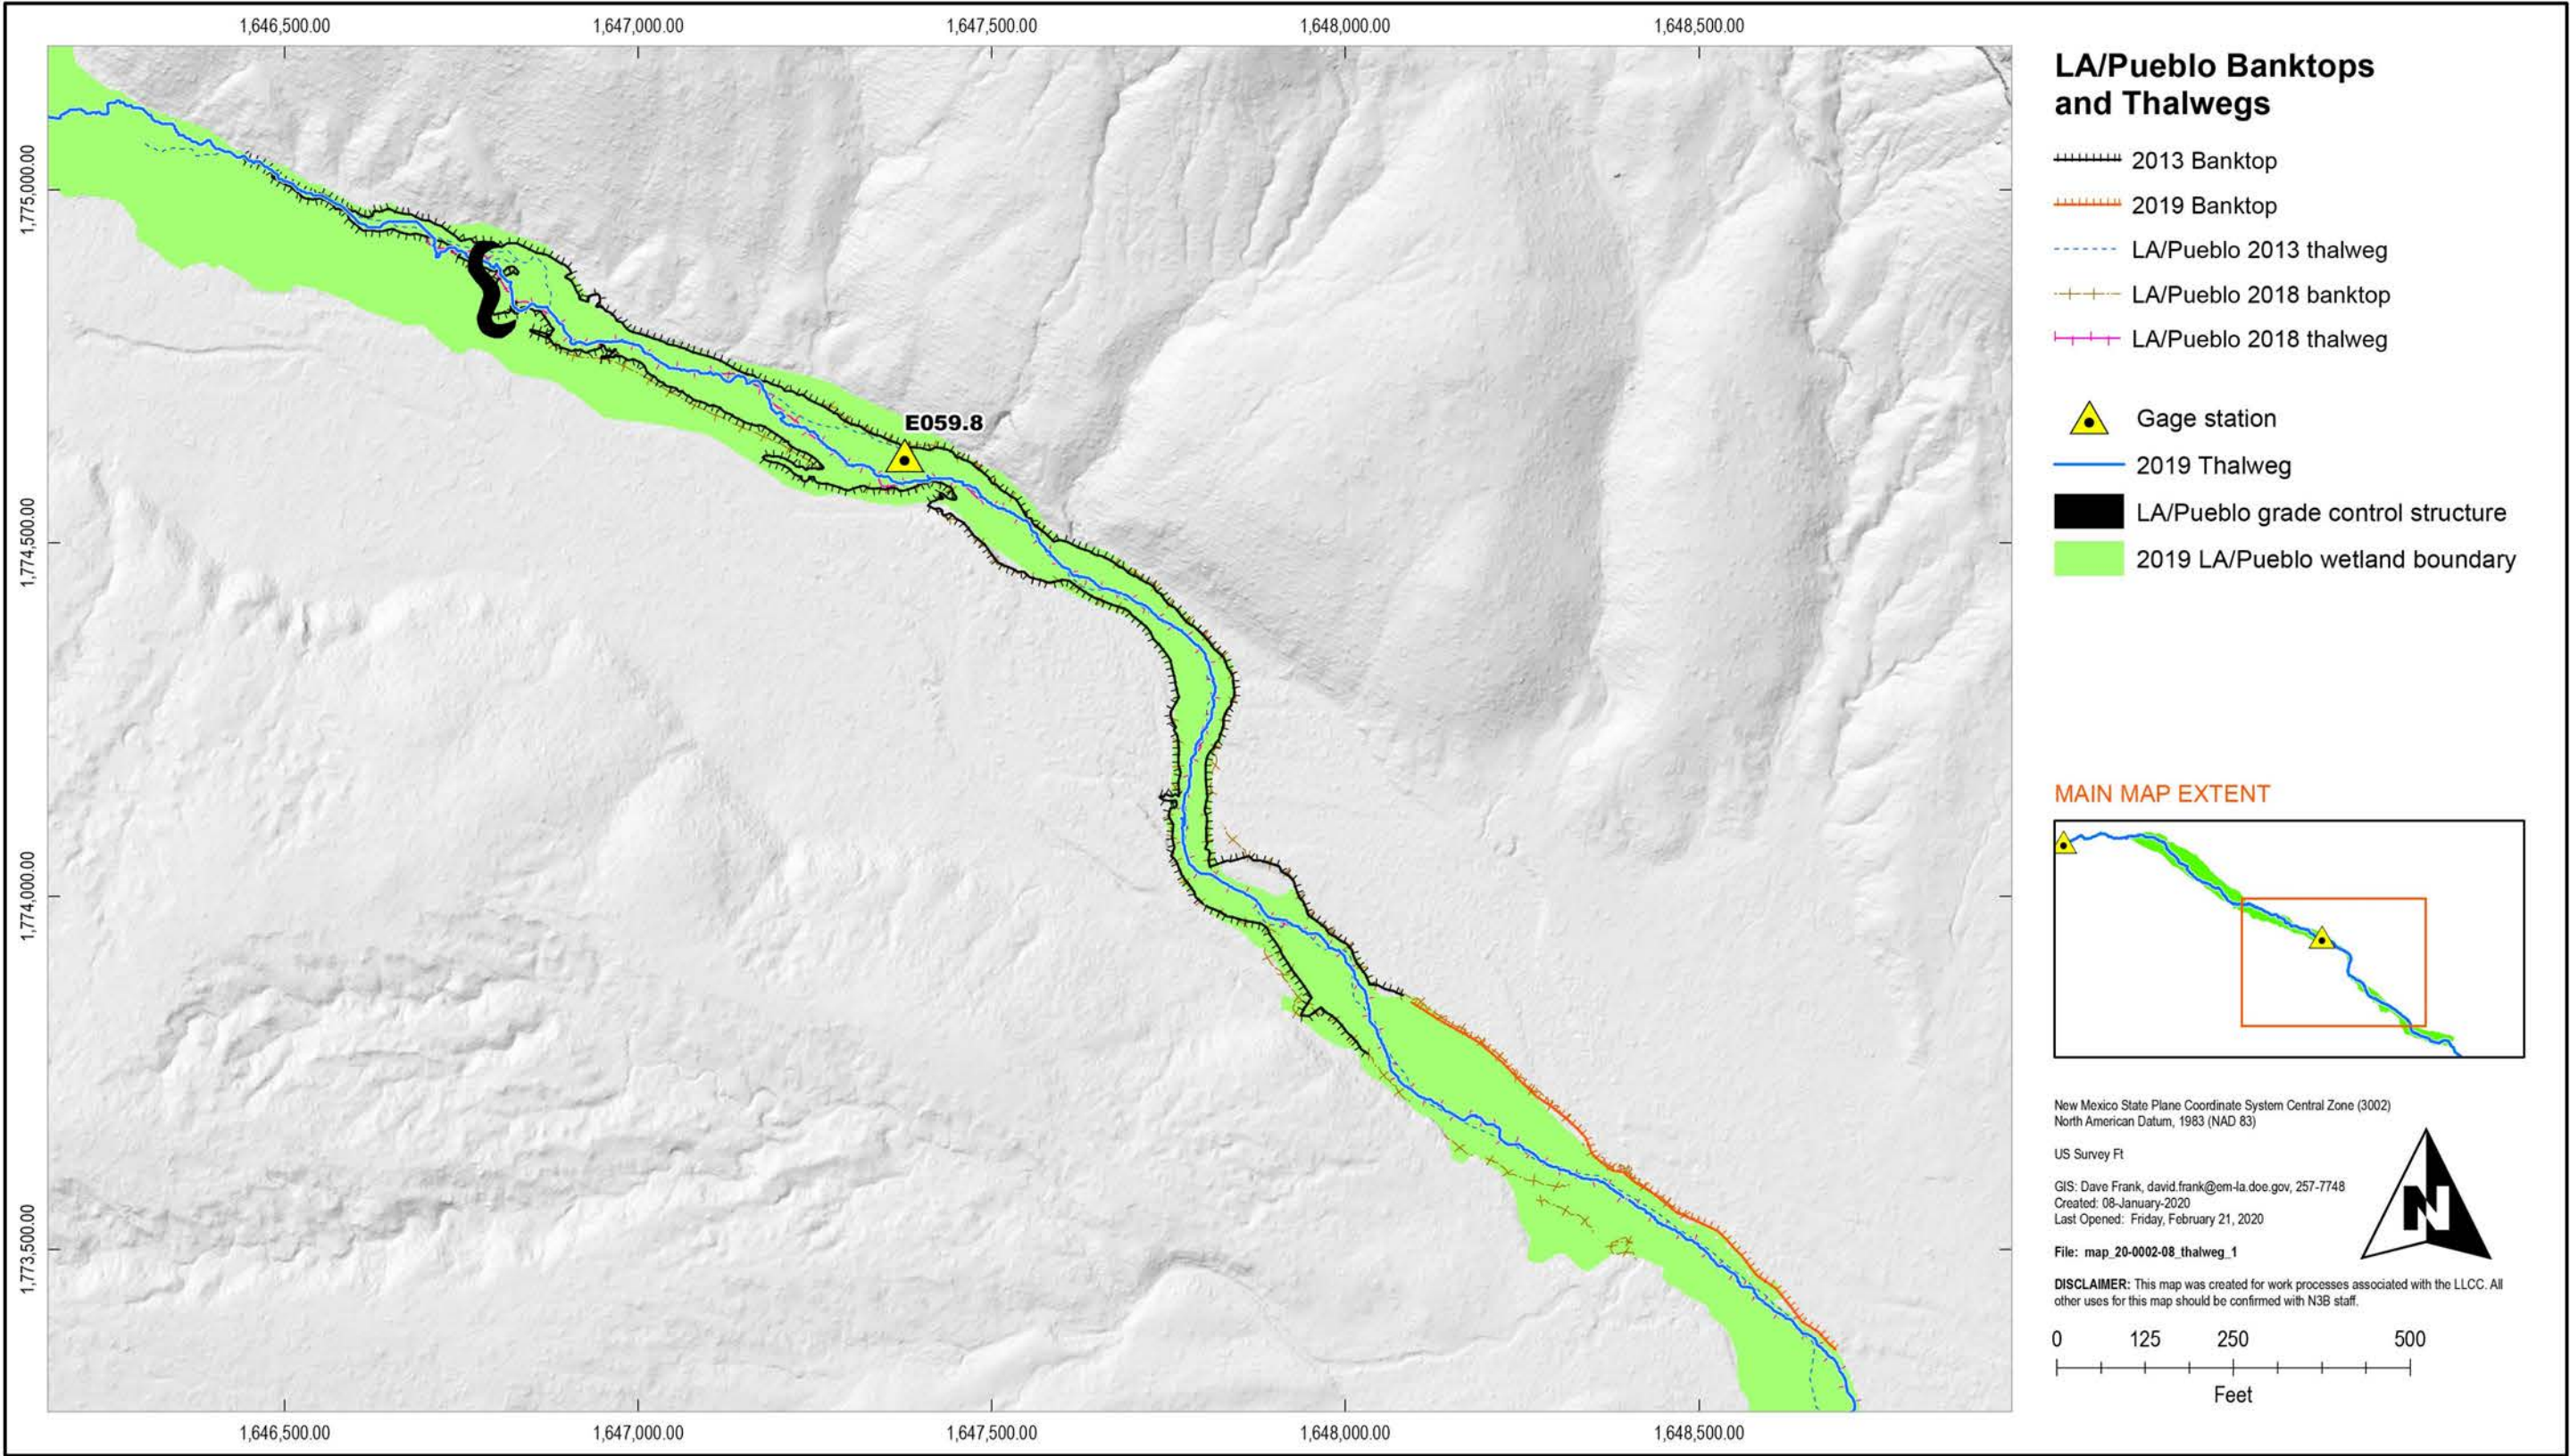 1,646,500.00
1,647,000.00
1,647,500.00
1,648,000.00
1,648,500.00
1,775,000.00
1,774,500.00
1,774,000.00
1,773,500.00
E059.8
1,646,500.00
1,647,000.00
1,647,500.00
1,648,000.00
1,648,500.00
LA/Pueblo Banktops
and Thalwegs
2013 Banktop
2019 Banktop
LA/Pueblo 2013 thalweg
LA/Pueblo 2018 banktop
LA/Pueblo 2018 thalweg
Gage station
2019 Thalweg
LA/Pueblo grade control structure
2019 LA/Pueblo wetland boundary
MAIN MAP EXTENT
New Mexico State Plane Coordinate System Central Zone (3002)
North American Datum, 1983 (NAD 83)
US Survey Ft
GIS: Dave Frank, david.frank@em-la.doe.gov, 257-7748
Created: 08-January-2020
Last Opened: Friday, February 21, 2020
File: map_20-0002-08_thalweg_1
N
DISCLAIMER: This map was created for work processes associated with the LLCC. All
other uses for this map should be confirmed with N3B staff.
0 125 250 500
Feet